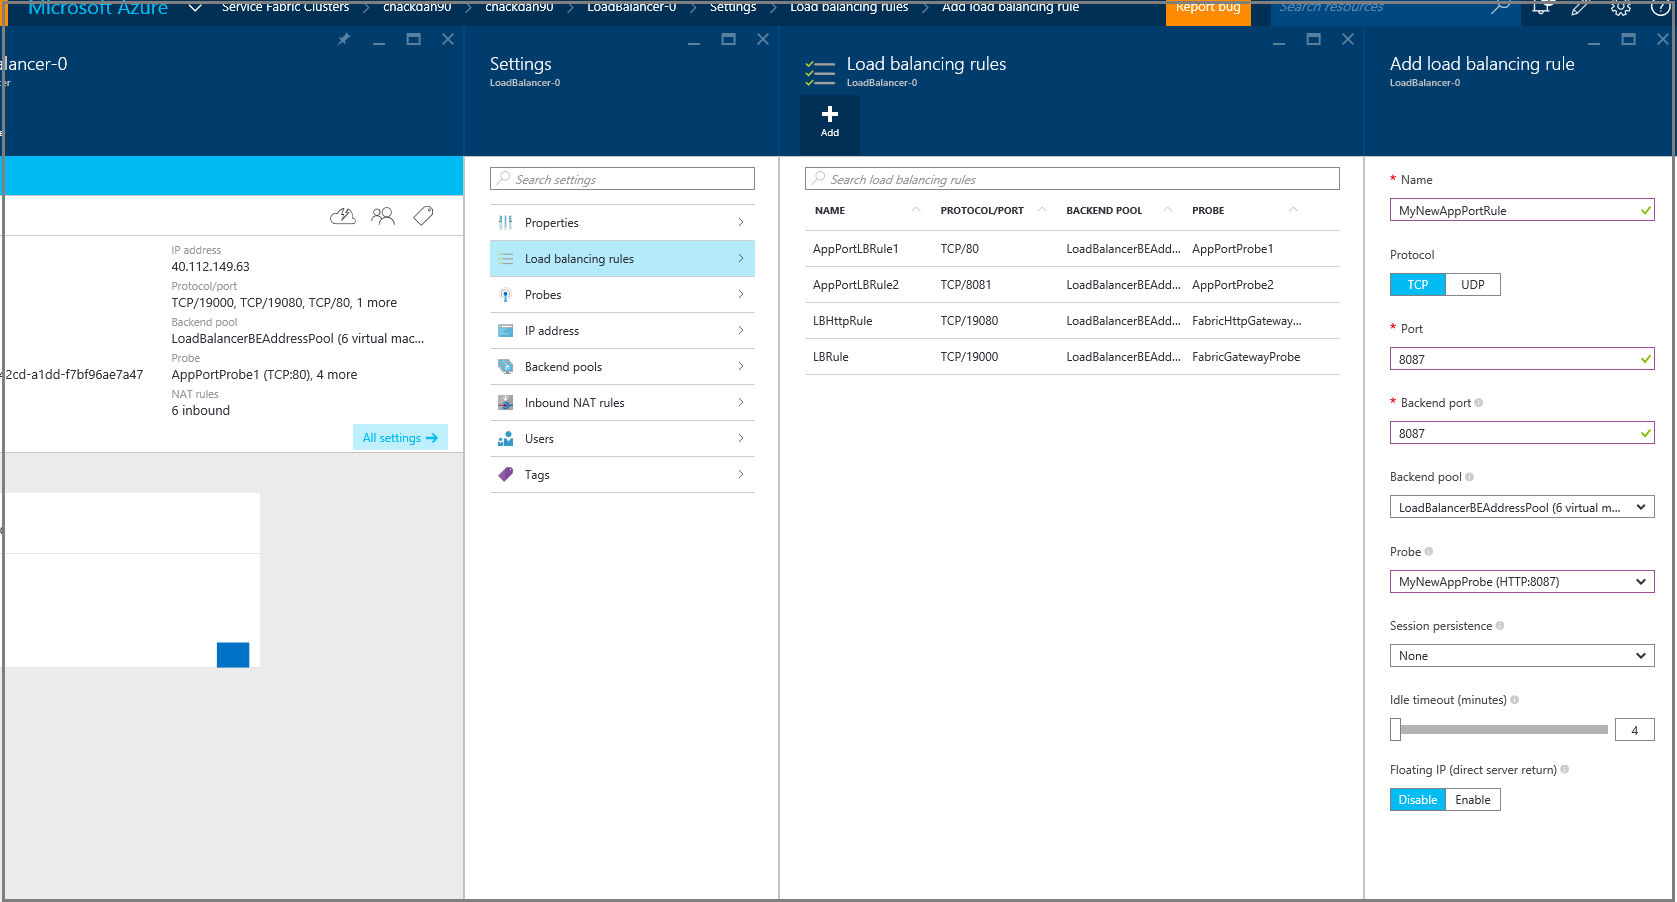 Microsoft Azure
Service Fabric Clusters
chackdan90
chackdan90
LoadBalancer-0
Settings
Load balancing rules
Add load balancing rule
Report bug
Search resources
alancer-0
Settings
LoadBalancer-0
Load balancing rules
LoadBalancer-0
Add
Add load balancing rule
LoadBalancer-0
IP address
40.112.149.63
Protocol/port
TCP/19000, TCP/19080, TCP/80, 1 more
Backend pool
LoadBalancerBEAddressPool (6 virtual mac...
Probe
42cd-a1dd-f7bf96ae7a47
AppPortProbe1 (TCP:80), 4 more
NAT rules
6 inbound
All settings
Search settings
Properties
Load balancing rules
Probes
IP address
Backend pools
Inbound NAT rules
Users
Tags
Search load balancing rules
NAME PROTOCOL/PORT BACKEND POOL PROBE
AppPortLBRule1 TCP/80 LoadBalancerBEAdd... AppPortProbe1
AppPortLBRule2 TCP/8081 LoadBalancerBEAdd... AppPortProbe2
LBHttpRule TCP/19080 LoadBalancerBEAdd... FabricHttpGateway...
LBRule TCP/19000 LoadBalancerBEAdd... FabricGatewayProbe
* Name
MyNewAppPortRule
Protocol
TCP UDP
* Port
8087
* Backend port
8087
Backend pool
LoadBalancerBEAddressPool (6 virtual m...
Probe
MyNewAppProbe (HTTP:8087)
Session persistence
None
Idle timeout (minutes)
4
Floating IP (direct server return)
Disable Enable